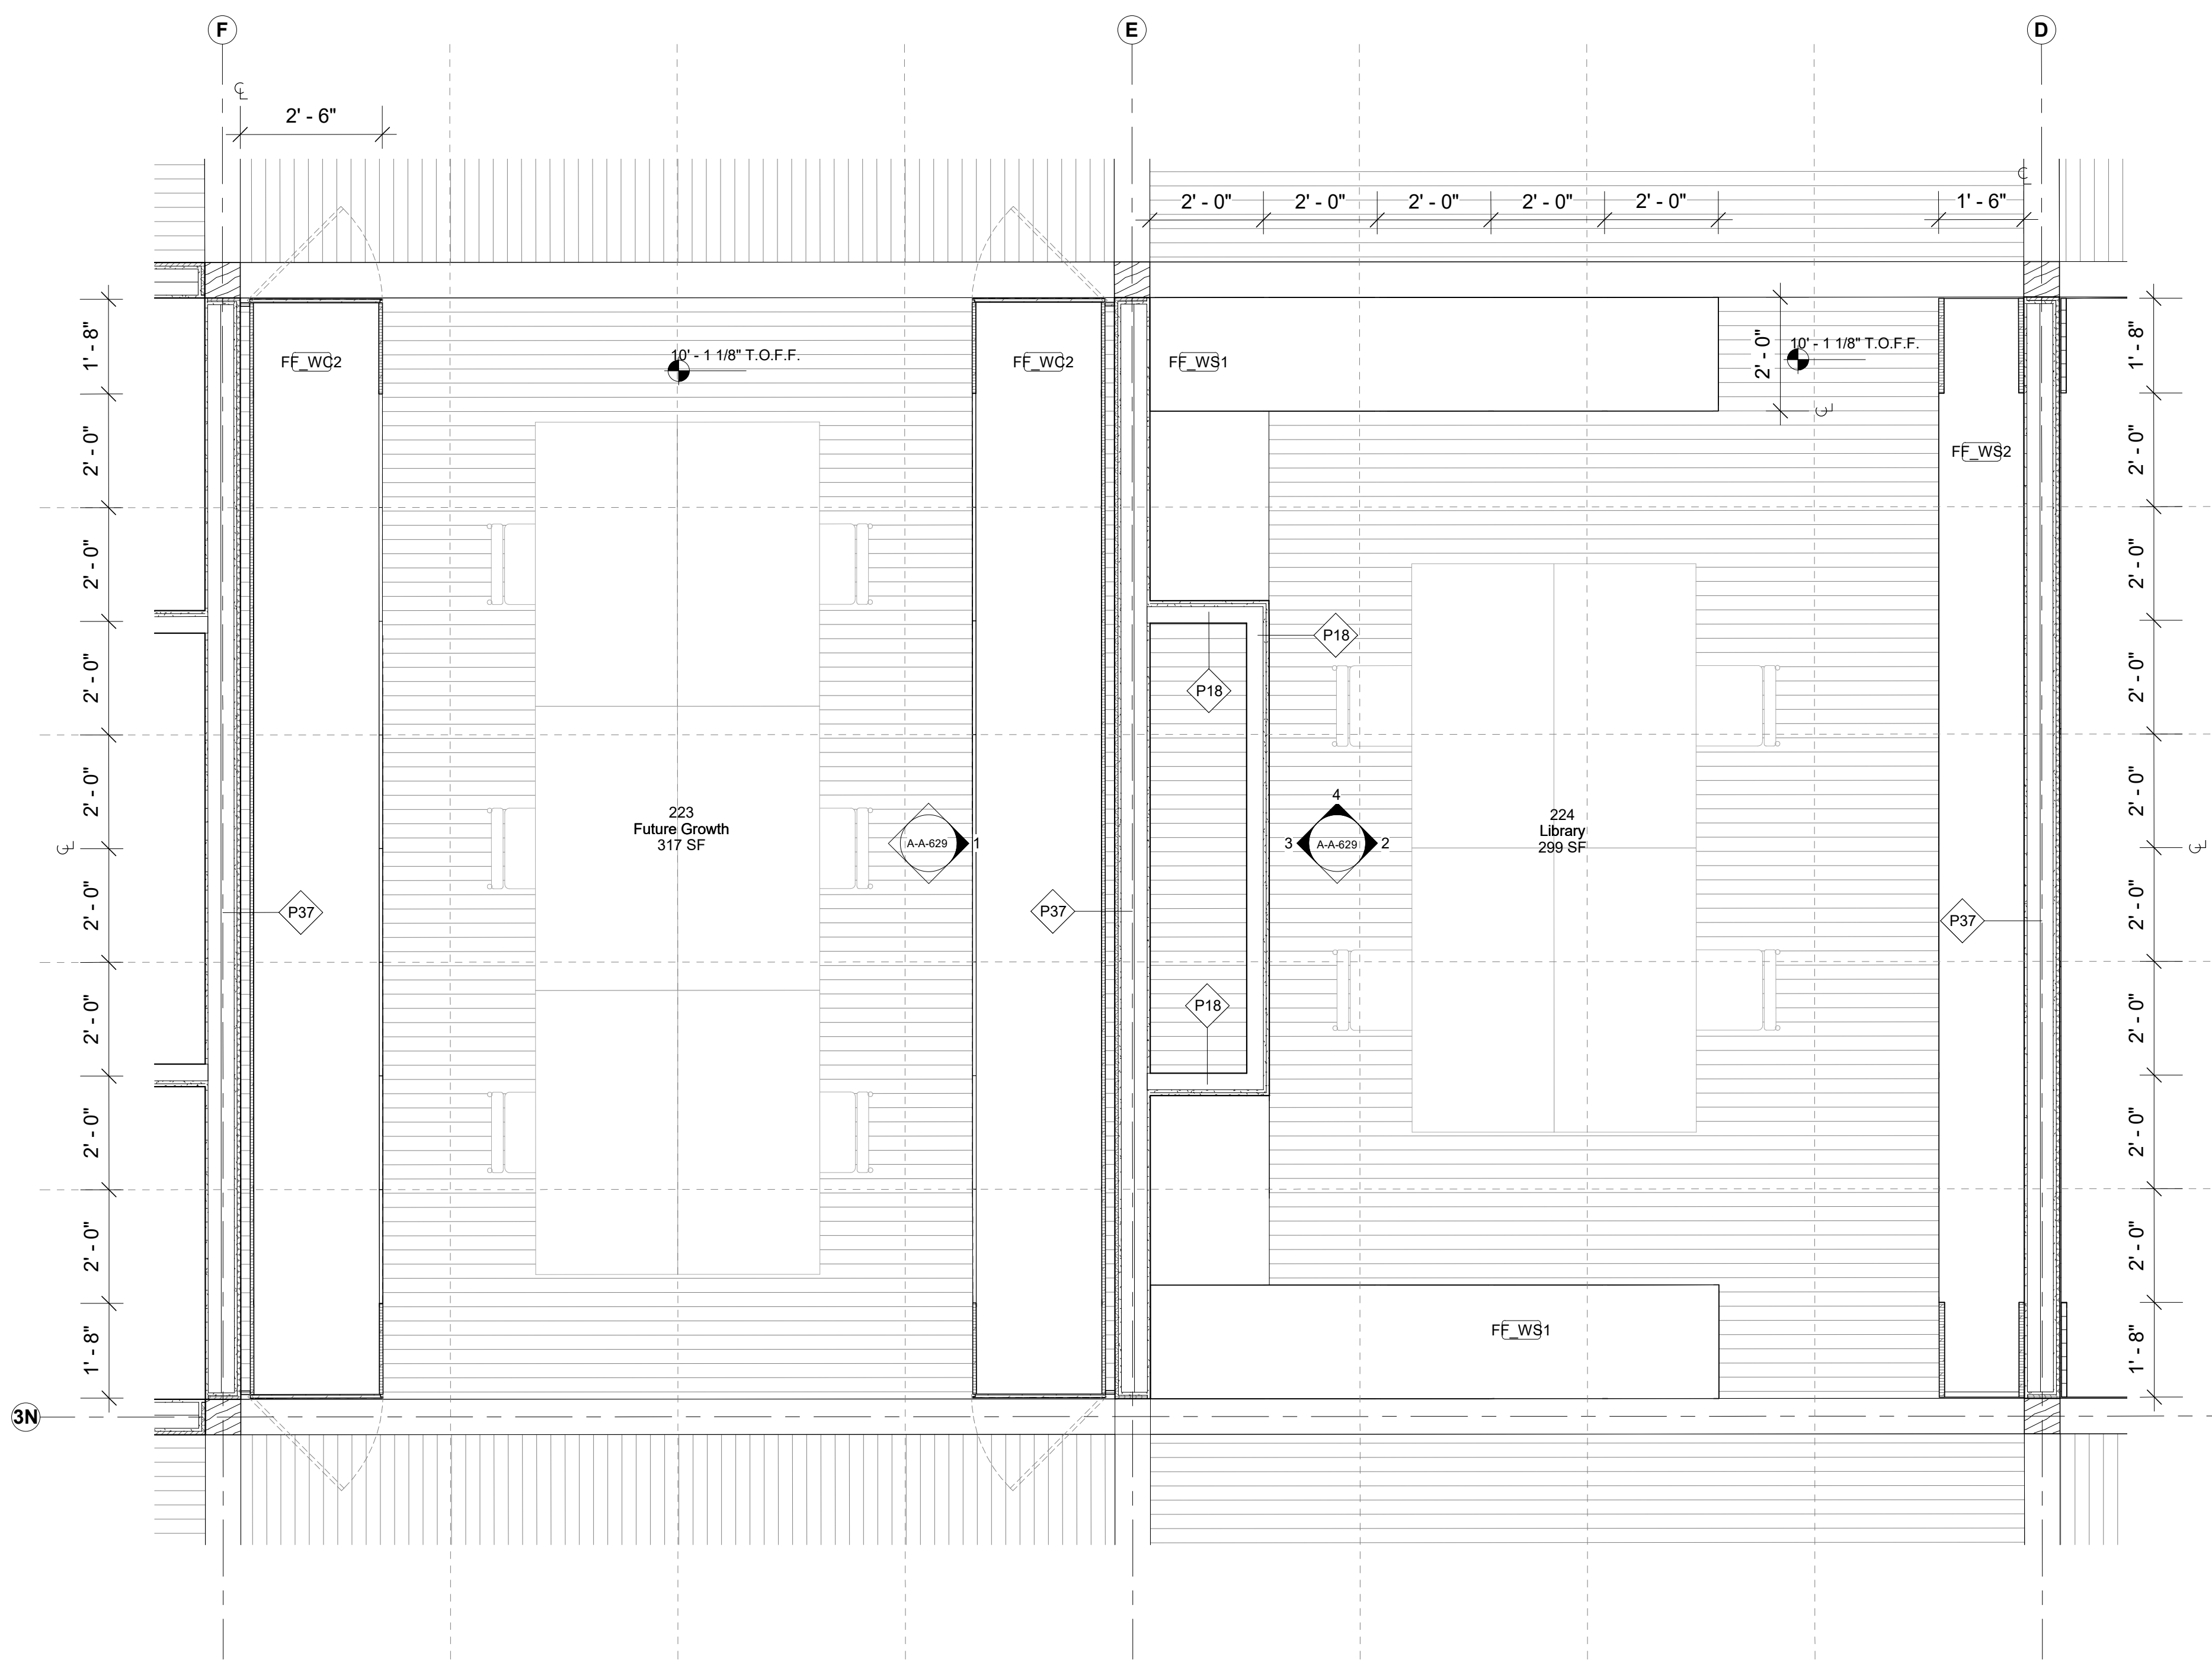 F
E
D
℄
2' - 6"
℄
2' - 0"
2' - 0"
2' - 0"
2' - 0"
2' - 0"
1' - 6"
1' - 8"
FF_WC2
10' - 1 1/8" T.O.F.F.
FF_WC2
FF_WS1
2' - 0"
10' - 1 1/8" T.O.F.F.
1' - 8"
℄
2' - 0"
FF_WS2
2' - 0"
2' - 0"
2' - 0"
P18
2' - 0"
P18
2' - 0"
2' - 0"
223
Future Growth
317 SF
A-A-629
1
4
3
A-A-629
2
224
Library
299 SF
2' - 0"
℄
℄
2' - 0"
P37
P37
P37
2' - 0"
2' - 0"
P18
2' - 0"
2' - 0"
2' - 0"
2' - 0"
2' - 0"
1' - 8"
FF_WS1
1' - 8"
3N